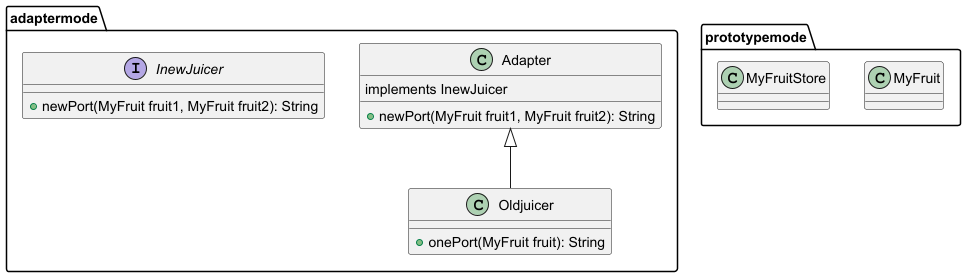 adaptermode
prototypemode
I InewJuicer
newPort(MyFruit fruit1, MyFruit fruit2): String
C Adapter
implements InewJuicer
newPort(MyFruit fruit1, MyFruit fruit2): String
C Oldjuicer
onePort(MyFruit fruit): String
C MyFruitStore
C MyFruit